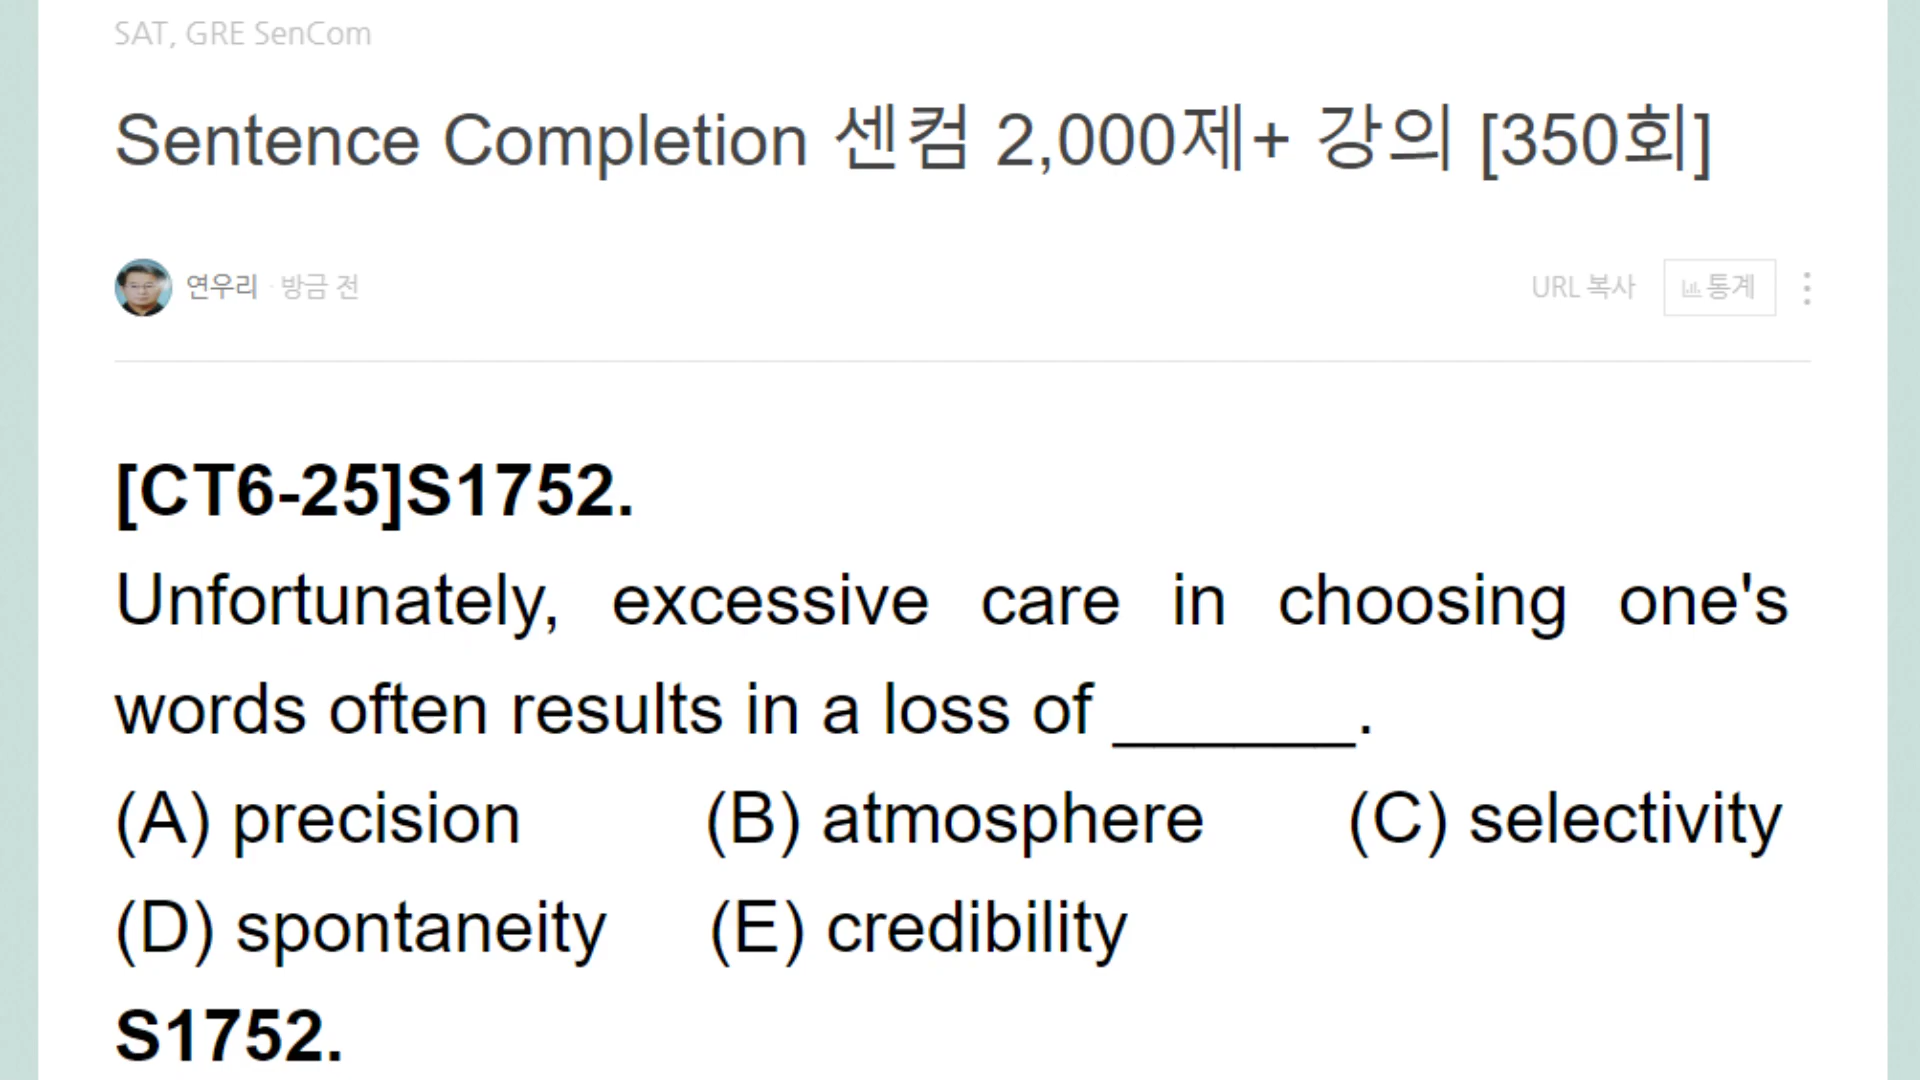 SAT, GRE SenCom
Sentence Completion 센컴 2,000제+ 강의 [350회]
연우리 · 방금 전 URL 복사 통계
[CT6-25]S1752.
Unfortunately, excessive care in choosing one's
words often results in a loss of ______.
(A) precision (B) atmosphere (C) selectivity
(D) spontaneity (E) credibility
S1752.